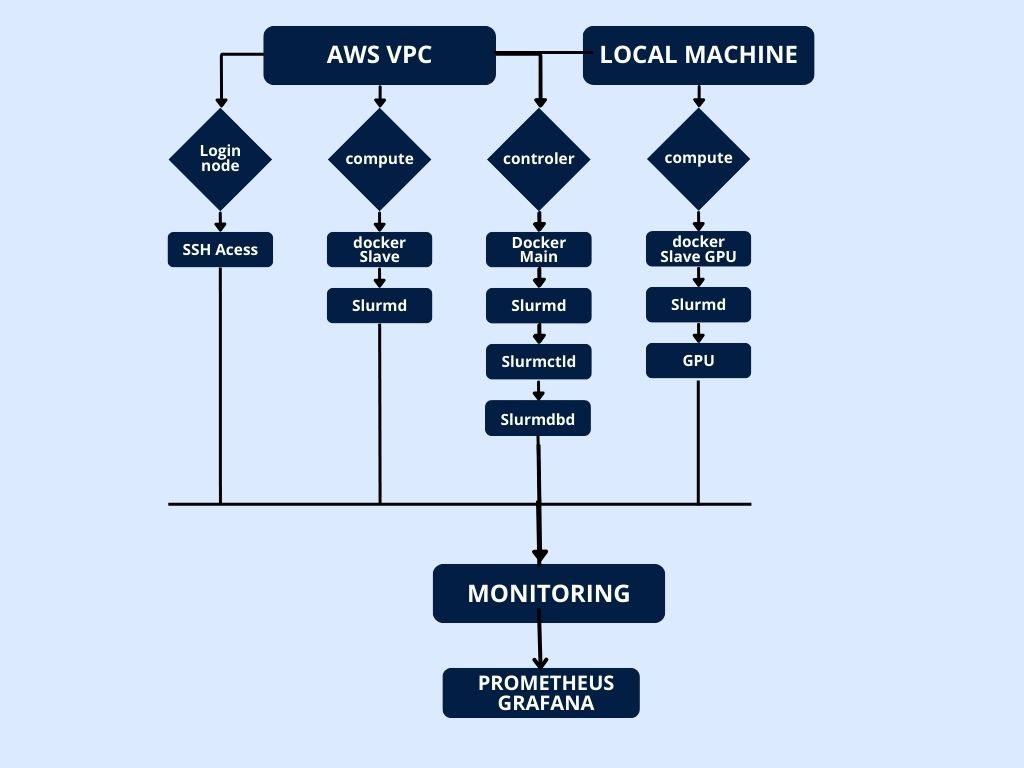 AWS VPC
LOCAL MACHINE
Login
node
compute
controler
compute
SSH Acess
docker
Slave
Docker
Main
docker
Slave GPU
Slurmd
Slurmd
Slurmd
Slurmctld
GPU
Slurmdbd
MONITORING
PROMETHEUS
GRAFANA